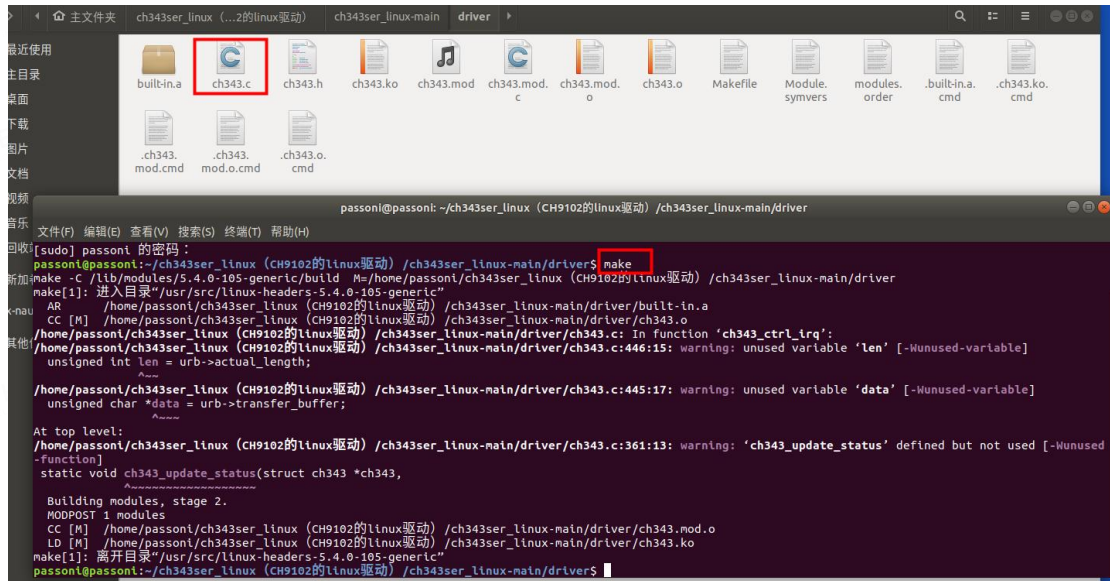 主文件夹 ch343ser_linux（...2的linux驱动） ch343ser_linux-main driver
最近使用
主目录
桌面
下载
图片
文档
视频
音乐
回收
其他
built-in.a ch343.c ch343.h ch343.ko ch343.mod ch343.mod.c ch343.mod.o ch343.o Makefile Module.symvers modules.order .built-in.a.cmd .ch343.ko.cmd
.ch343.mod.cmd .ch343.mod.o.cmd .ch343.o.cmd
passoni@passoni: ~/ch343ser_linux（CH9102的linux驱动）/ch343ser_linux-main/driver
文件(F) 编辑(E) 查看(V) 搜索(S) 终端(T) 帮助(H)
[sudo] passoni 的密码：
passoni@passoni:~/ch343ser_linux（CH9102的linux驱动）/ch343ser_linux-main/driver$ make
make -C /lib/modules/5.4.0-105-generic/build M=/home/passoni/ch343ser_linux（CH9102的linux驱动）/ch343ser_linux-main/driver
make[1]: 进入目录“/usr/src/linux-headers-5.4.0-105-generic”
AR /home/passoni/ch343ser_linux（CH9102的linux驱动）/ch343ser_linux-main/driver/built-in.a
CC [M] /home/passoni/ch343ser_linux（CH9102的linux驱动）/ch343ser_linux-main/driver/ch343.o
/home/passoni/ch343ser_linux（CH9102的linux驱动）/ch343ser_linux-main/driver/ch343.c: In function ‘ch343_ctrl_irq’:
/home/passoni/ch343ser_linux（CH9102的linux驱动）/ch343ser_linux-main/driver/ch343.c:446:15: warning: unused variable ‘len’ [-Wunused-variable]
unsigned int len = urb->actual_length;
^~~
/home/passoni/ch343ser_linux（CH9102的linux驱动）/ch343ser_linux-main/driver/ch343.c:445:17: warning: unused variable ‘data’ [-Wunused-variable]
unsigned char *data = urb->transfer_buffer;
^~~~
At top level:
/home/passoni/ch343ser_linux（CH9102的linux驱动）/ch343ser_linux-main/driver/ch343.c:361:13: warning: ‘ch343_update_status’ defined but not used [-Wunused
-function]
static void ch343_update_status(struct ch343 *ch343,
^~~~~~~~~~~~~~~~~~~
Building modules, stage 2.
MODPOST 1 modules
CC [M] /home/passoni/ch343ser_linux（CH9102的linux驱动）/ch343ser_linux-main/driver/ch343.mod.o
LD [M] /home/passoni/ch343ser_linux（CH9102的linux驱动）/ch343ser_linux-main/driver/ch343.ko
make[1]: 离开目录“/usr/src/linux-headers-5.4.0-105-generic”
passoni@passoni:~/ch343ser_linux（CH9102的linux驱动）/ch343ser_linux-main/driver$